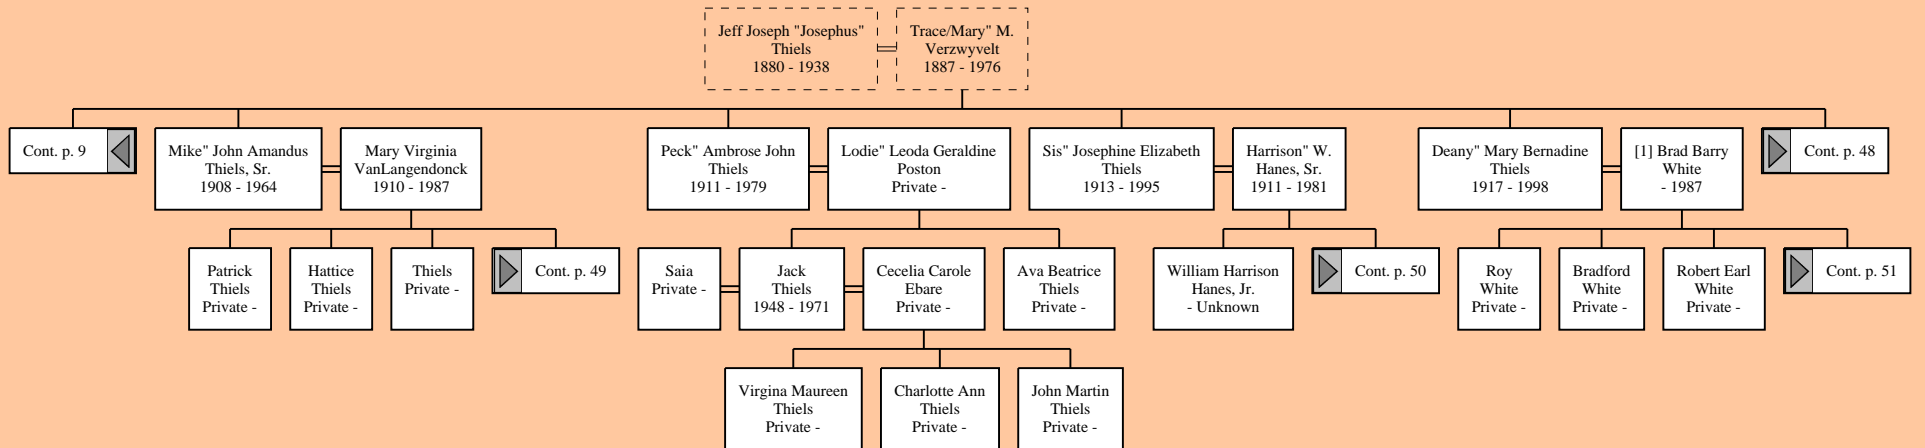 Jeff Joseph "Josephus"
Thiels
1880 - 1938
Trace/Mary" M.
Verzwyvelt
1887 - 1976
Cont. p. 9
Mike" John Amandus
Thiels, Sr.
1908 - 1964
Mary Virginia
VanLangendonck
1910 - 1987
Peck" Ambrose John
Thiels
1911 - 1979
Lodie" Leoda Geraldine
Poston
Private -
Sis" Josephine Elizabeth
Thiels
1913 - 1995
Harrison" W.
Hanes, Sr.
1911 - 1981
Deany" Mary Bernadine
Thiels
1917 - 1998
[1] Brad Barry
White
- 1987
Cont. p. 48
Patrick
Thiels
Private -
Hattice
Thiels
Private -
Thiels
Private -
Cont. p. 49
Saia
Private -
Jack
Thiels
1948 - 1971
Cecelia Carole
Ebare
Private -
Ava Beatrice
Thiels
Private -
William Harrison
Hanes, Jr.
- Unknown
Cont. p. 50
Roy
White
Private -
Bradford
White
Private -
Robert Earl
White
Private -
Cont. p. 51
Virgina Maureen
Thiels
Private -
Charlotte Ann
Thiels
Private -
John Martin
Thiels
Private -